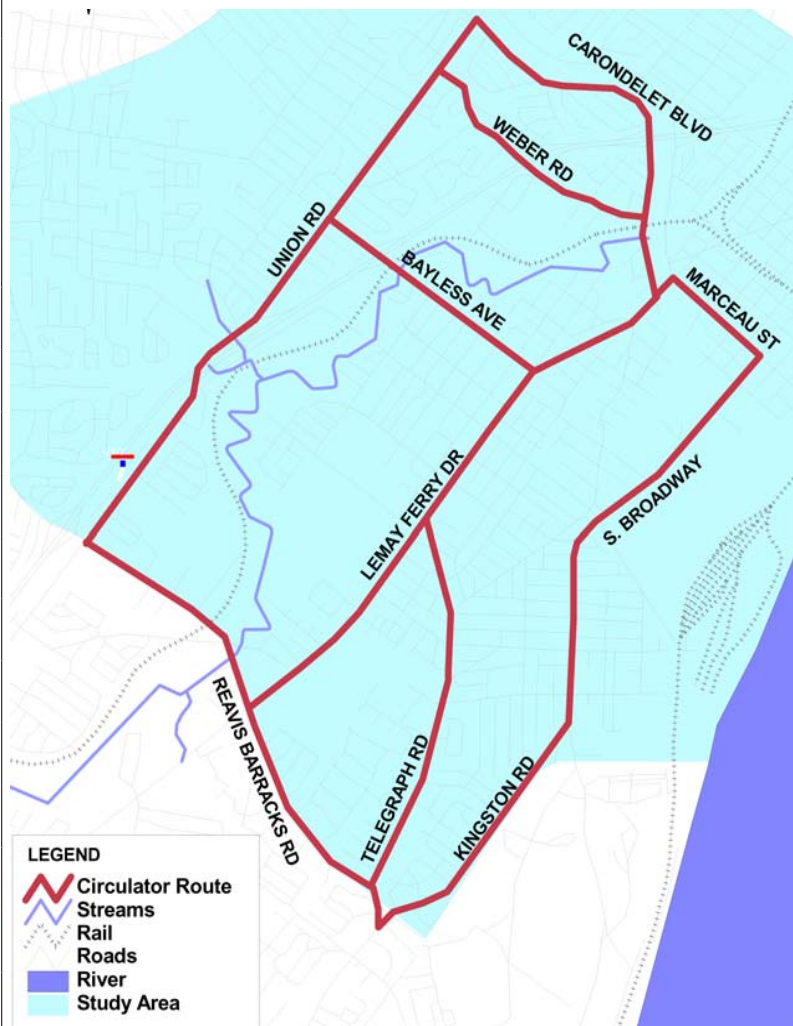 CARONDELET BLVD
WEBER RD
UNION RD
BAYLESS AVE
MARCEAU ST
LEMAY FERRY DR
S. BROADWAY
REAVIS BARRACKS RD
TELEGRAPH RD
KINGSTON RD
LEGEND
Circulator Route
Streams
Rail
Roads
River
Study Area